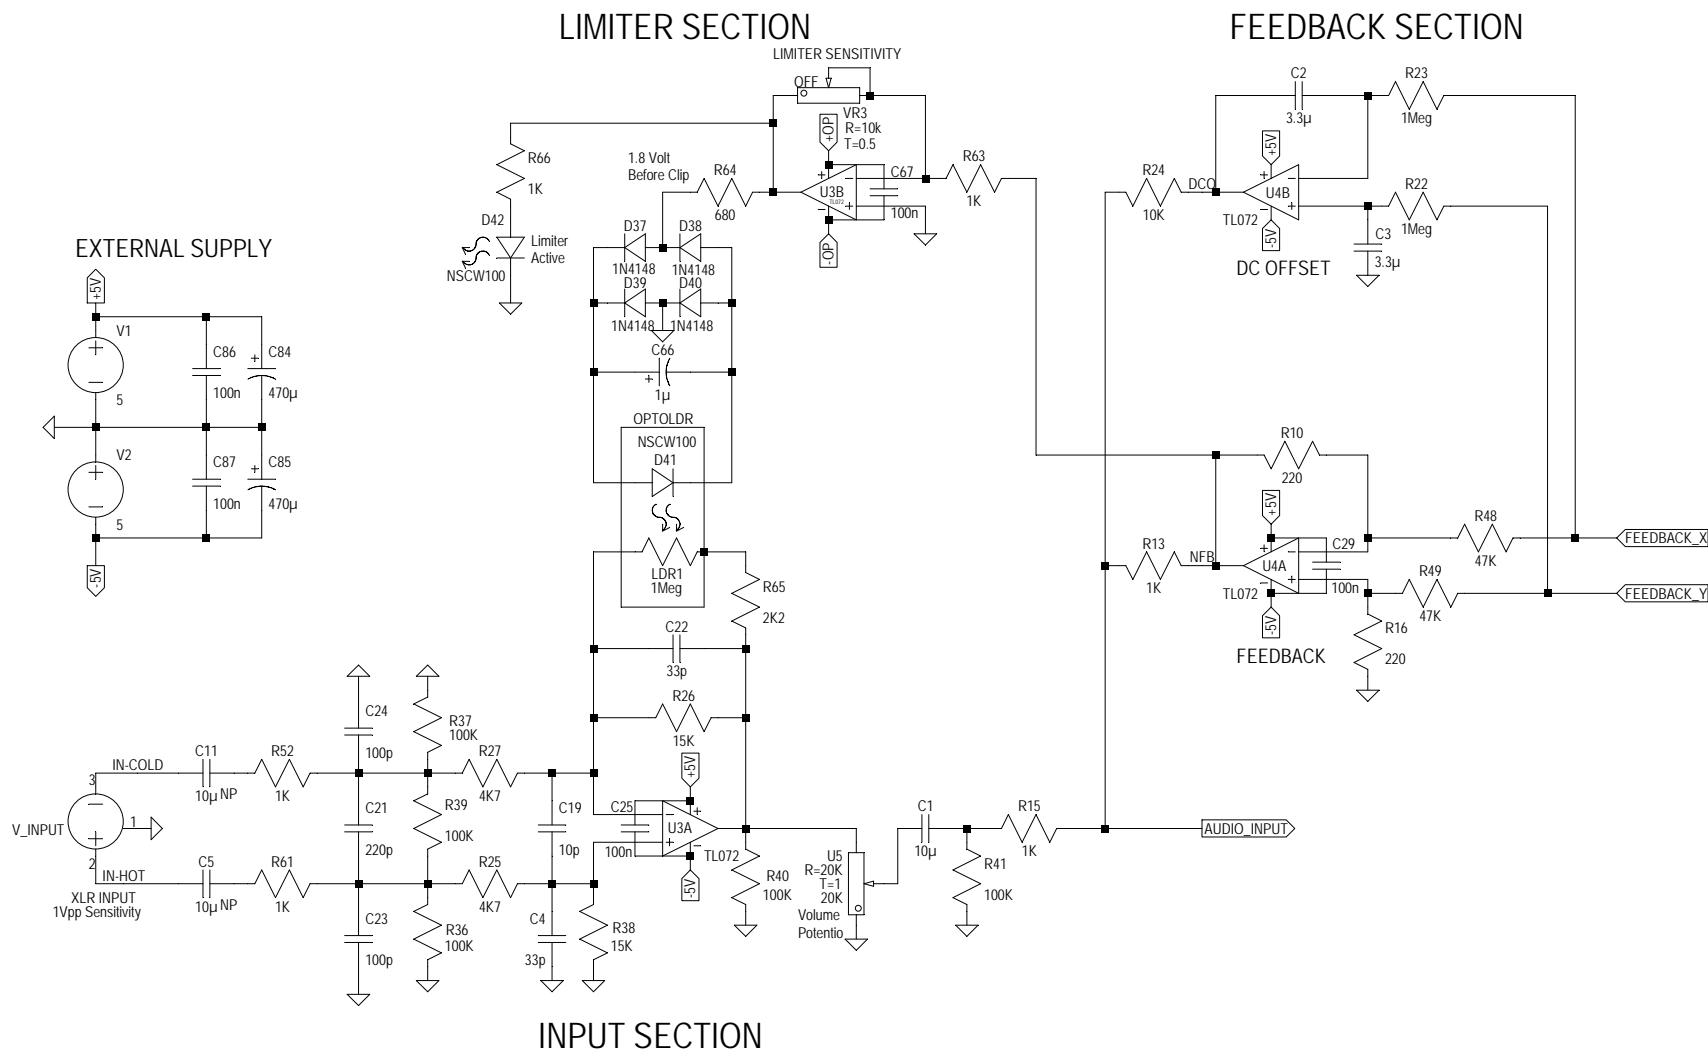 LIMITER SECTION
FEEDBACK SECTION
LIMITER SENSITIVITY
OFF
VR3
R=10k
T=0.5
+OP
-OP
U3B
TL072
C67
100n
R63
1K
R66
1K
D42
NSCW100
Limiter
Active
1.8 Volt
Before Clip
R64
680
D37
1N4148
D38
1N4148
D39
1N4148
D40
1N4148
C66
+
1µ
OPTOLDR
NSCW100
D41
LDR1
1Meg
R65
2K2
C22
33p
R26
15K
C2
3.3µ
R23
1Meg
R24
10K
DCO
+5V
U4B
TL072
-5V
R22
1Meg
C3
3.3µ
DC OFFSET
R10
220
R13
1K
NFB
+5V
U4A
TL072
-5V
C29
100n
R48
47K
R49
47K
R16
220
FEEDBACK_X
FEEDBACK_Y
FEEDBACK
EXTERNAL SUPPLY
+5V
V1
5
C86
100n
+
C84
470µ
V2
5
C87
100n
+
C85
470µ
-5V
IN-COLD
3
V_INPUT
1
2
IN-HOT
XLR INPUT
1Vpp Sensitivity
C11
10µ NP
R52
1K
C5
10µ NP
R61
1K
C24
100p
R37
100K
C21
220p
R39
100K
C23
100p
R36
100K
R27
4K7
R25
4K7
C19
10p
C4
33p
R38
15K
C25
100n
+5V
U3A
TL072
-5V
R40
100K
U5
R=20K
T=1
20K
Volume
Potentio
C1
10µ
R41
100K
R15
1K
AUDIO_INPUT
INPUT SECTION